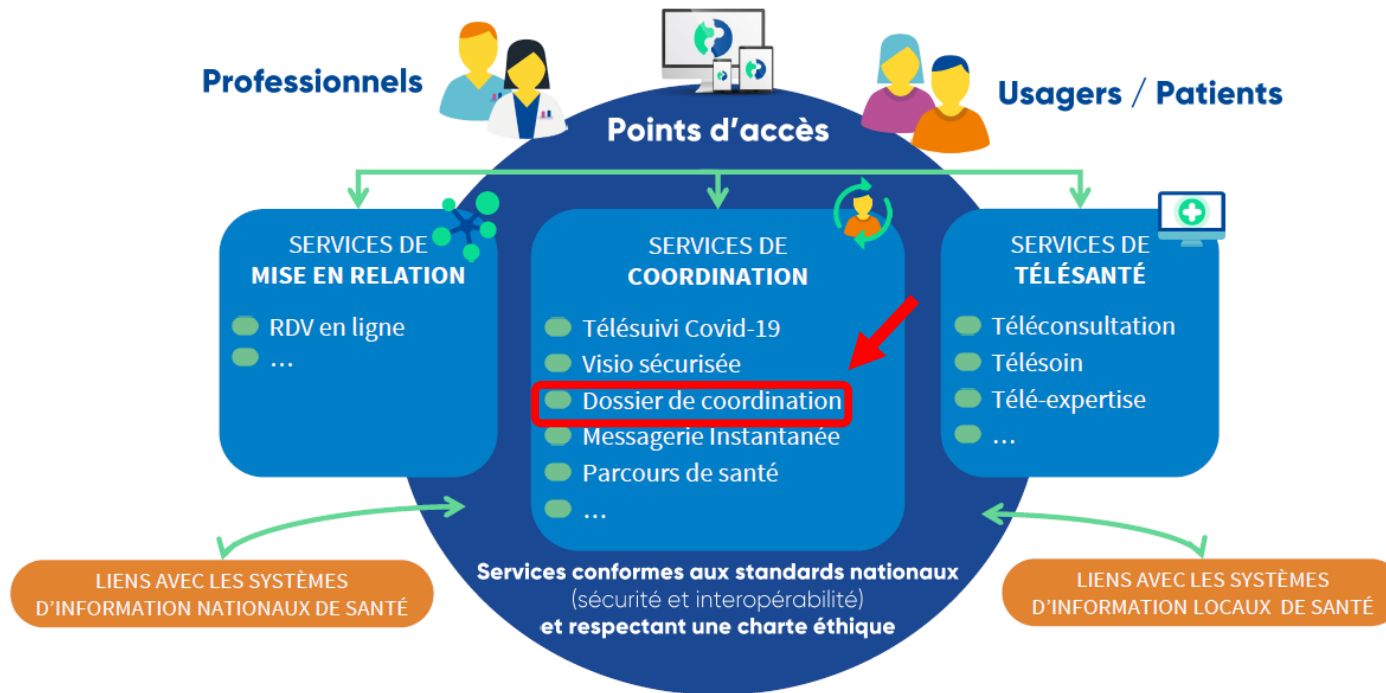 Professionnels
Usagers / Patients
Points d’accès
SERVICES DE
MISE EN RELATION
RDV en ligne
...
SERVICES DE
COORDINATION
Télésuivi Covid-19
Visio sécurisée
Dossier de coordination
Messagerie Instantanée
Parcours de santé
...
SERVICES DE
TÉLÉSANTÉ
Téléconsultation
Télésoin
Télé-expertise
...
LIENS AVEC LES SYSTÈMES
D’INFORMATION NATIONAUX DE SANTÉ
Services conformes aux standards nationaux
(sécurité et interopérabilité)
et respectant une charte éthique
LIENS AVEC LES SYSTÈMES
D’INFORMATION LOCAUX DE SANTÉ